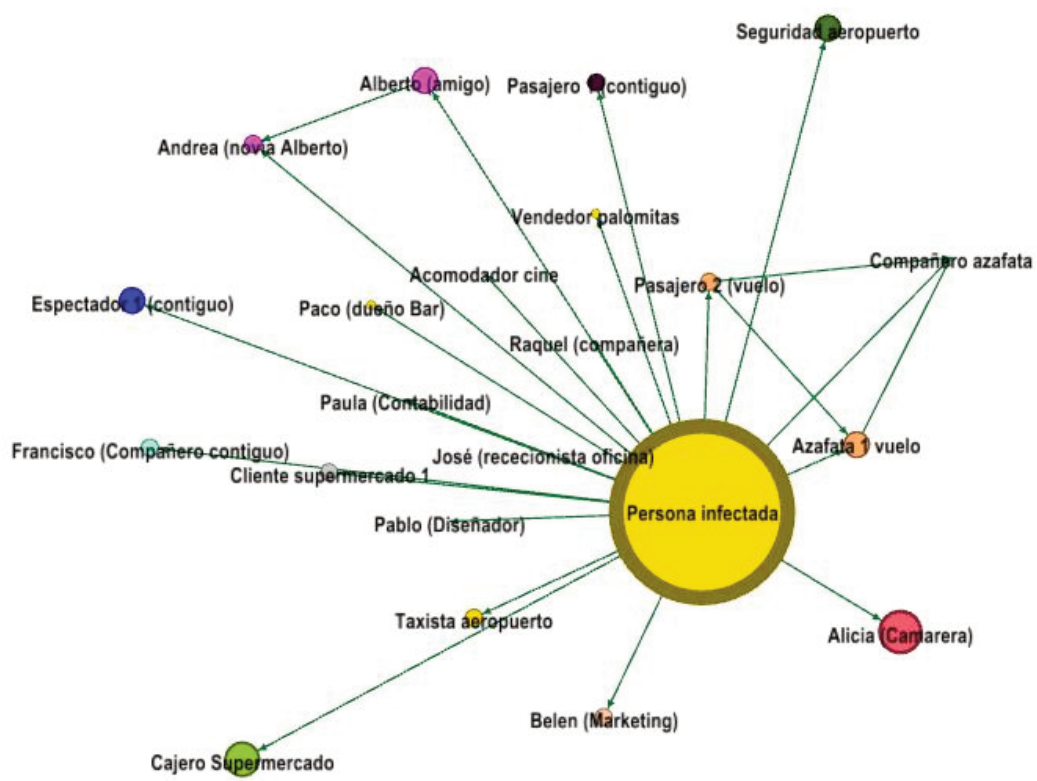 Seguridad aeropuerto
Alberto (amigo)
Pasajero 1 (contiguo)
Andrea (novia Alberto)
Vendedor palomitas
Compañero azafata
Acomodador cine
Pasajero 2 (vuelo)
Espectador 1 (contiguo)
Paco (dueño Bar)
Raquel (compañera)
Paula (Contabilidad)
Francisco (Compañero contiguo)
Azafata 1 vuelo
José (rececionista oficina)
Cliente supermercado 1
Persona infectada
Pablo (Diseñador)
Taxista aeropuerto
Alicia (Camarera)
Belen (Marketing)
Cajero Supermercado